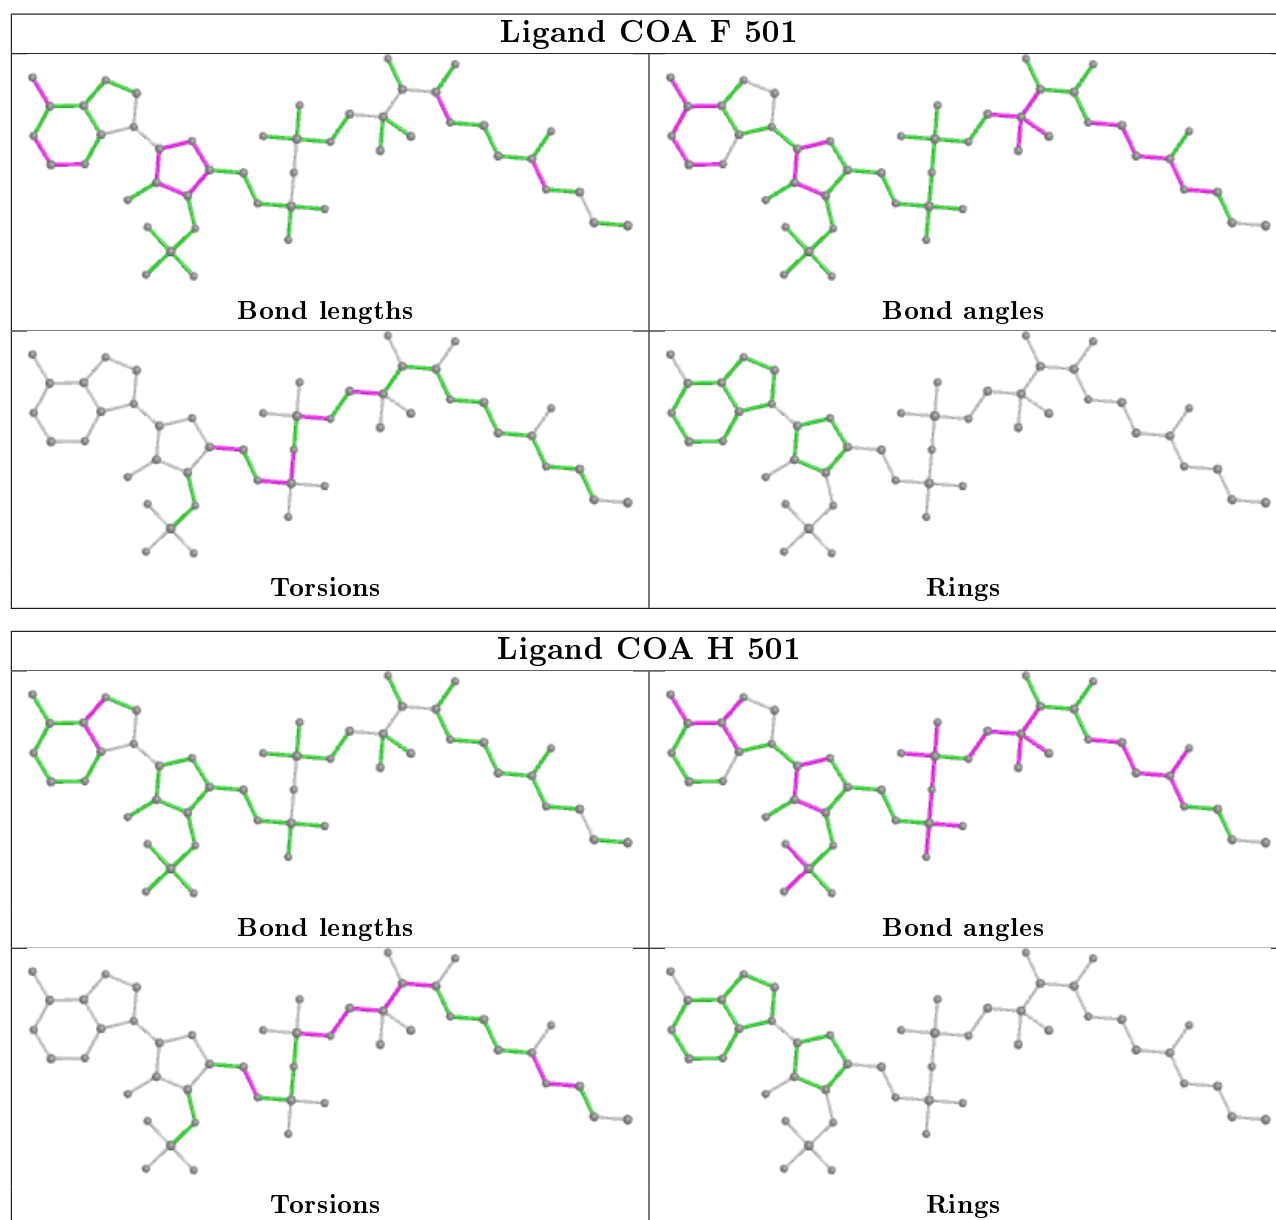 Ligand COA F 501
Bond lengths
Bond angles
Torsions
Rings
Ligand COA H 501
Bond lengths
Bond angles
Torsions
Rings